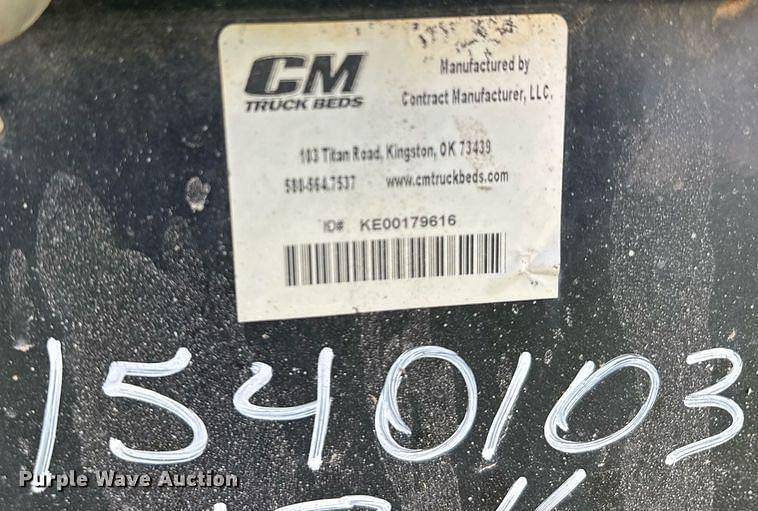 CM
TRUCK BEDS
Manufactured by
Contract Manufacturer, LLC.
103 Titan Road, Kingston, OK 73439
580-564.7537 www.cmtruckbeds.com
ID# KE00179616
1540103
Purple Wave Auction